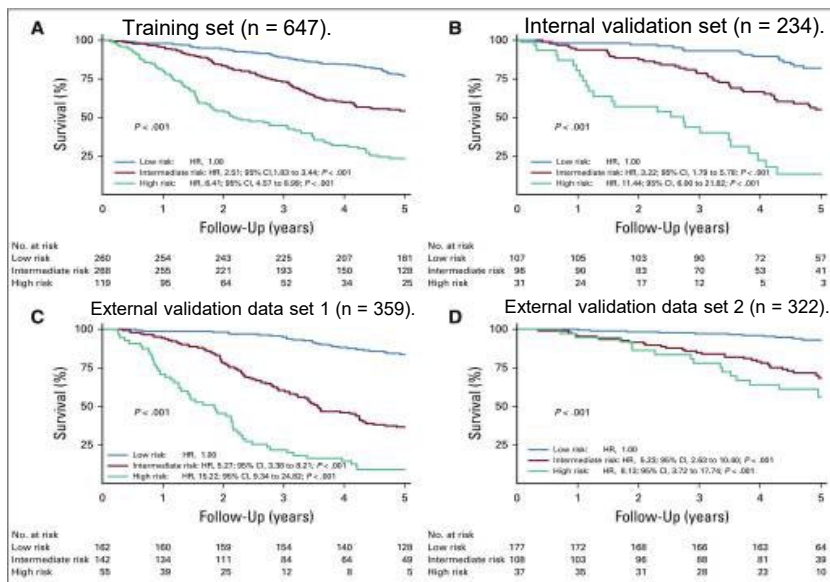 A Training set (n = 647).
100
75
50
25
Survival (%)
P < .001
Low risk: HR, 1.00
Intermediate risk: HR, 2.51; 95% CI, 1.83 to 3.44; P < .001
High risk: HR, 6.41; 95% CI, 4.57 to 8.99; P < .001
0 1 2 3 4 5
Follow-Up (years)
No. at risk
Low risk 260 254 243 225 207 181
Intermediate risk 268 255 221 193 150 128
High risk 119 95 64 52 34 25
B Internal validation set (n = 234).
100
75
50
25
Survival (%)
P < .001
Low risk: HR, 1.00
Intermediate risk: HR, 3.22; 95% CI, 1.79 to 5.78; P < .001
High risk: HR, 11.44; 95% CI, 6.00 to 21.82; P < .001
0 1 2 3 4 5
Follow-Up (years)
No. at risk
Low risk 107 105 103 90 72 57
Intermediate risk 96 90 83 70 53 41
High risk 31 24 17 12 5 3
C External validation data set 1 (n = 359).
100
75
50
25
Survival (%)
P < .001
Low risk: HR, 1.00
Intermediate risk: HR, 5.27; 95% CI, 3.38 to 8.21; P < .001
High risk: HR, 15.22; 95% CI, 9.34 to 24.82; P < .001
0 1 2 3 4 5
Follow-Up (years)
No. at risk
Low risk 162 160 159 154 140 128
Intermediate risk 142 134 111 84 64 49
High risk 55 39 25 12 8 5
D External validation data set 2 (n = 322).
100
75
50
25
Survival (%)
P < .001
Low risk: HR, 1.00
Intermediate risk: HR, 5.23; 95% CI, 2.63 to P < .001
High risk: HR, 95% CI, 3.72 to 17.74; P < .001
0 1 2 3 4 5
Follow-Up (years)
No. at risk
Low risk 177 172 168 166 163 64
Intermediate risk 108 103 96 88 81 39
High risk 37 35 31 28 23 10